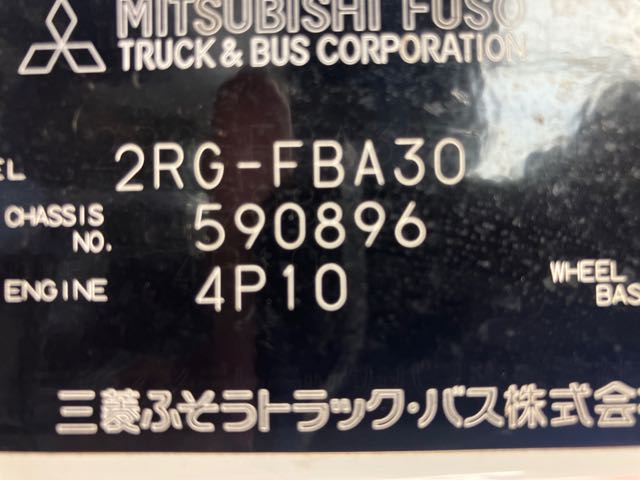 MITSUBISHI FUSO
TRUCK & BUS CORPORATION
EL 2RG-FBA30
CHASSIS NO. 590896
ENGINE 4P10 WHEEL BAS
三菱ふそうトラック・バス株式会